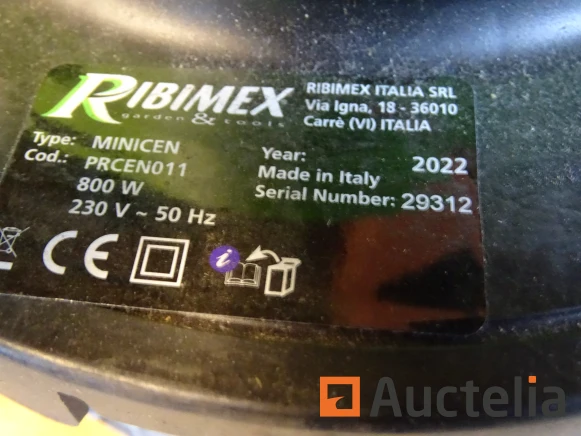 RIBIMEX
garden & tools
RIBIMEX ITALIA SRL
Via Igna, 18 - 36010
Carrè (VI) ITALIA
Type: MINICEN
Cod.: PRCEN011
800 W
230 V ~ 50 Hz
Year: 2022
Made in Italy
Serial Number: 29312
CE
i
Auctelia